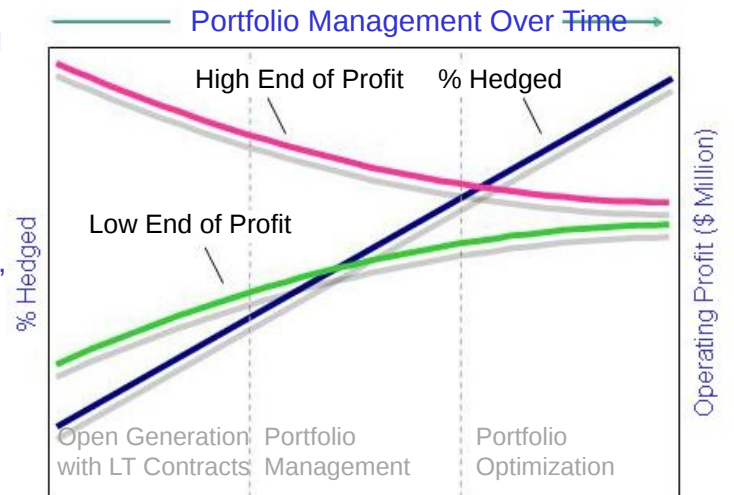 Portfolio Management Over Time
High End of Profit
% Hedged
Low End of Profit
% Hedged
Operating Profit ($ Million)
Open Generation
with LT Contracts
Portfolio
Management
Portfolio
Optimization